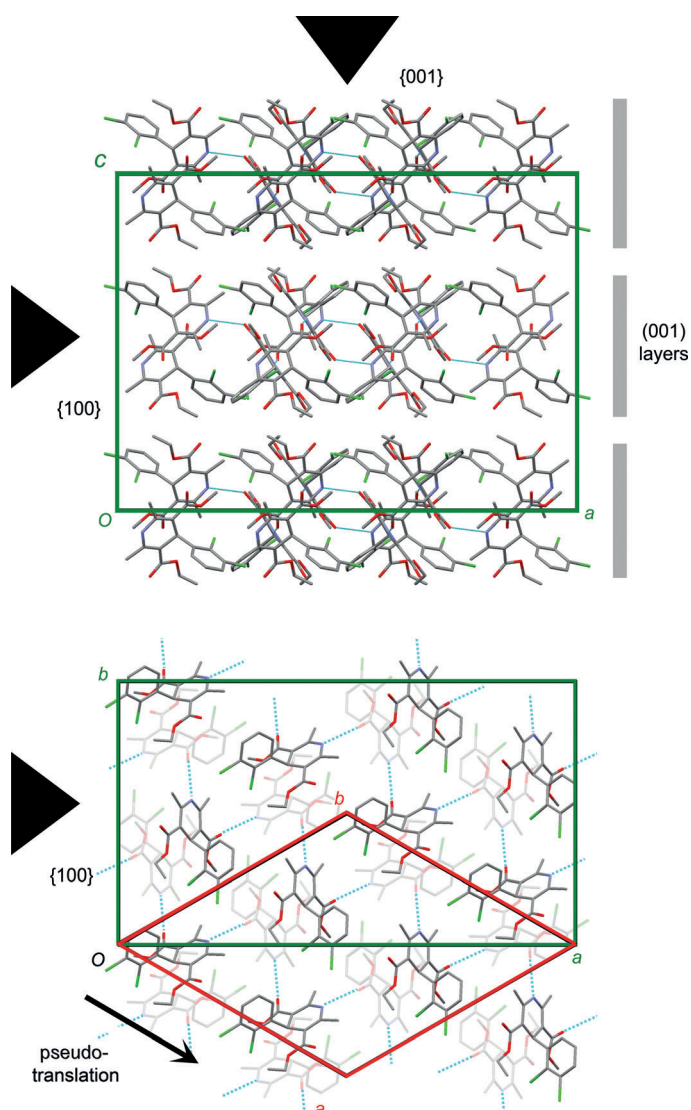 {001}
c
(001)
layers
{100}
O
a
b
b
{100}
O
a
pseudo-
translation
a